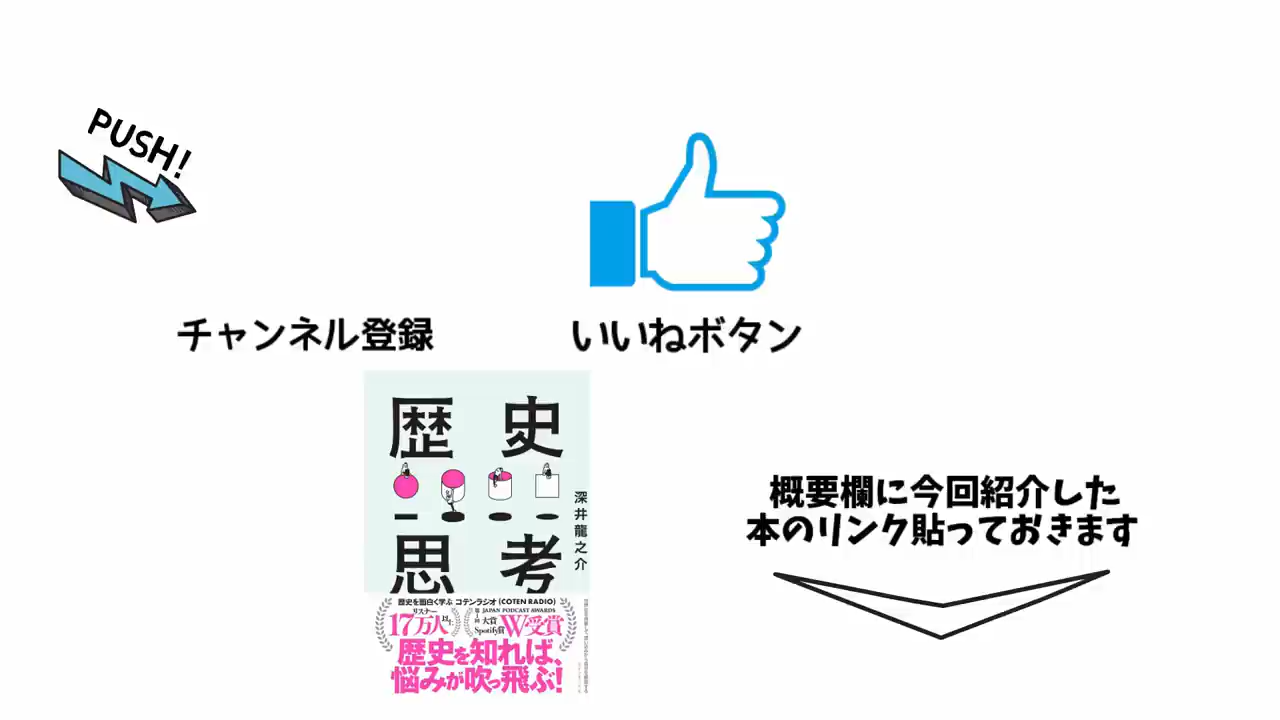 PUSH!
チャンネル登録
いいねボタン
歴史
思考
深井龍之介
歴史を面白く学ぶ コテンラジオ (COTEN RADIO)
リスナー
17万人以上
第1回 JAPAN PODCAST AWARDS
大賞
Spotify賞
W受賞
歴史を知れば、
悩みが吹っ飛ぶ!
概要欄に今回紹介した
本のリンク貼っておきます